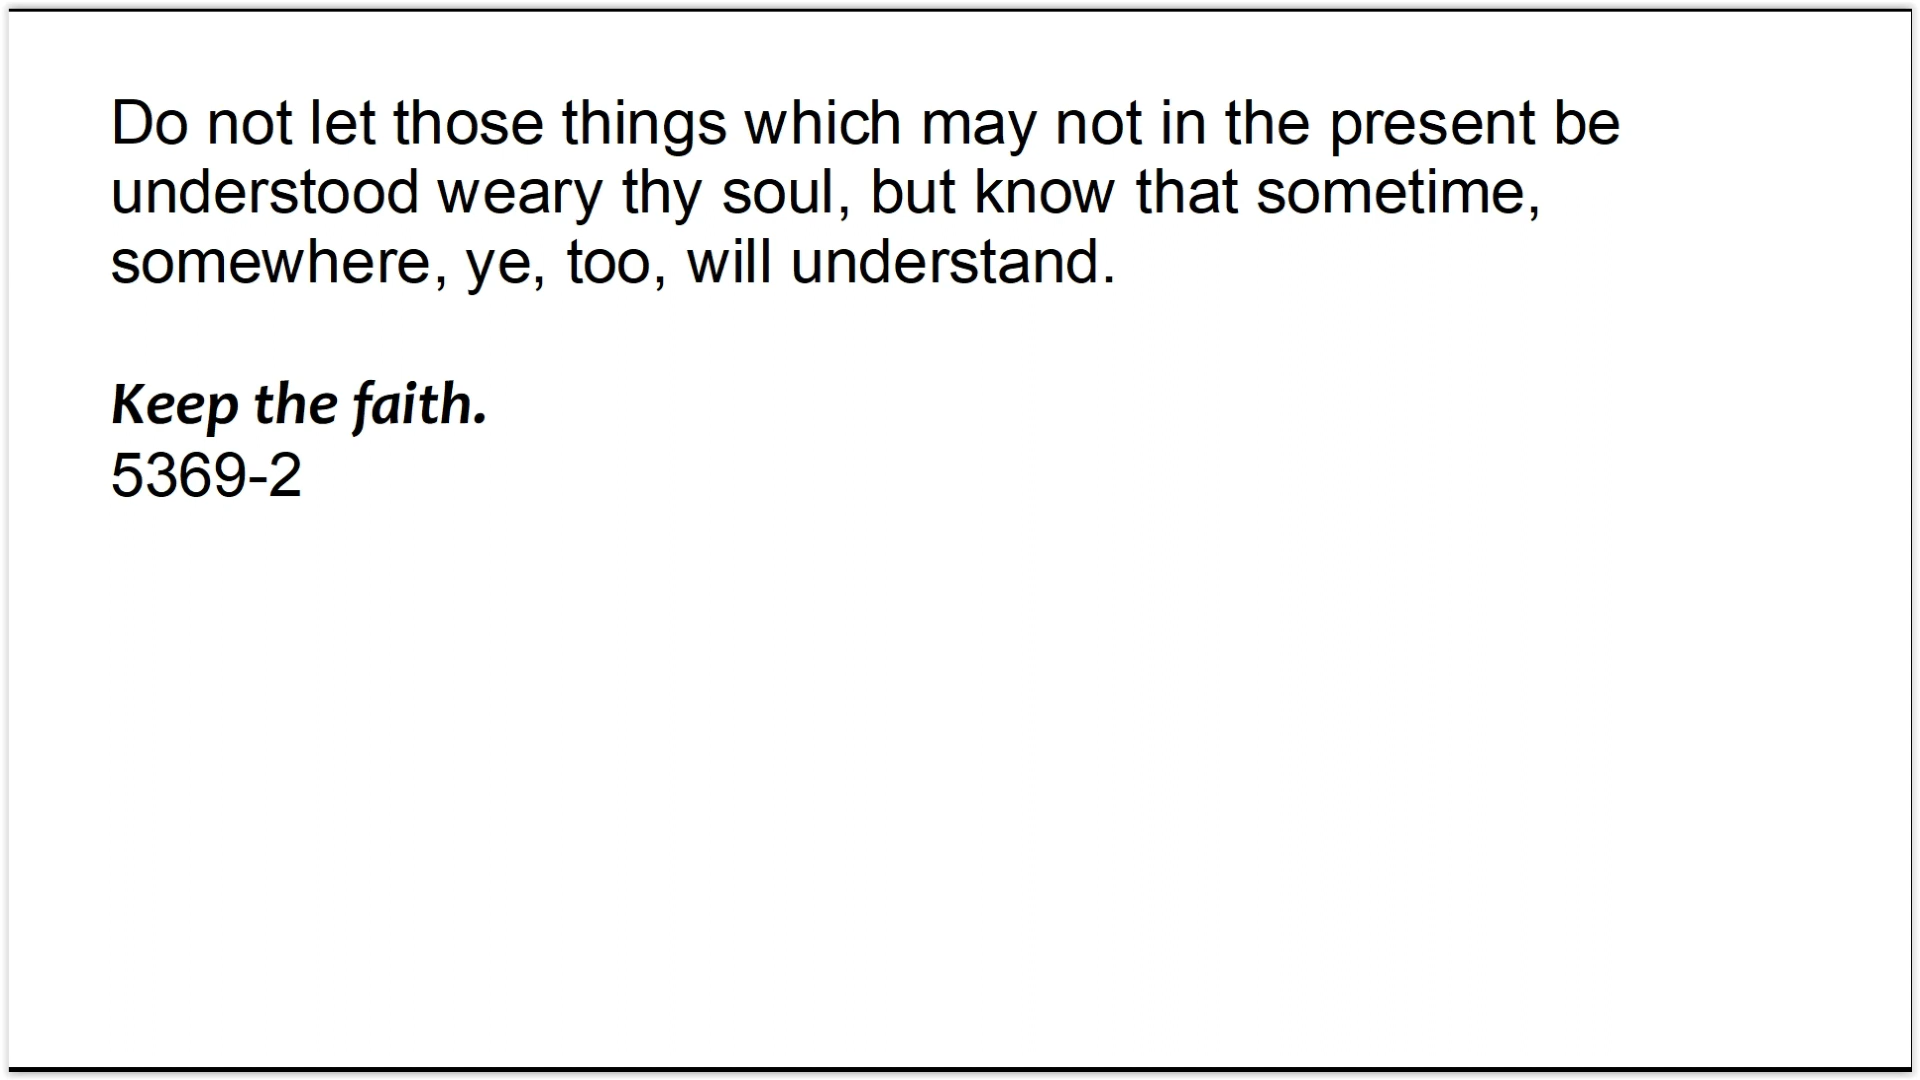 Do not let those things which may not in the present be
understood weary thy soul, but know that sometime,
somewhere, ye, too, will understand.
Keep the faith.
5369-2